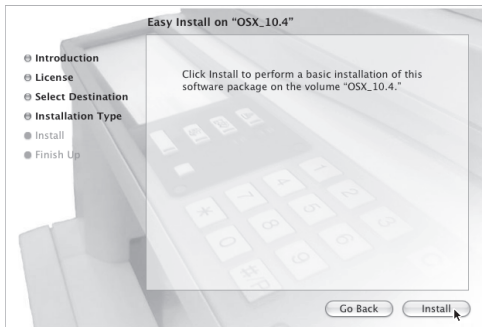 Easy Install on “OSX_10.4”
Introduction
License
Select Destination
Installation Type
Install
Finish Up
Click Install to perform a basic installation of this
software package on the volume “OSX_10.4.”
Go Back
Install